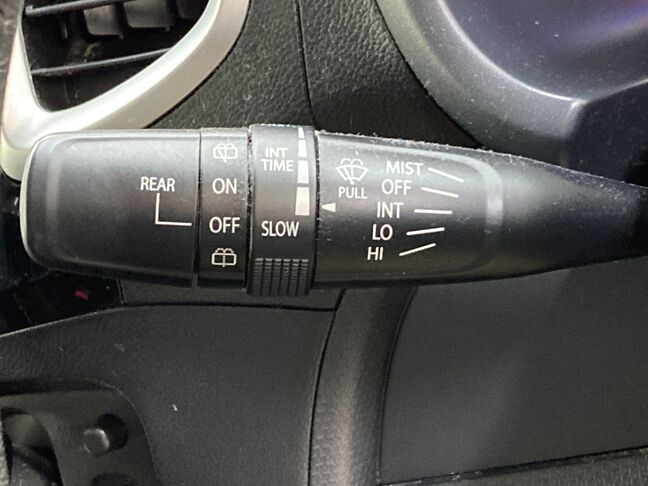 REAR
ON
OFF
INT
TIME
SLOW
PULL
MIST
OFF
INT
LO
HI